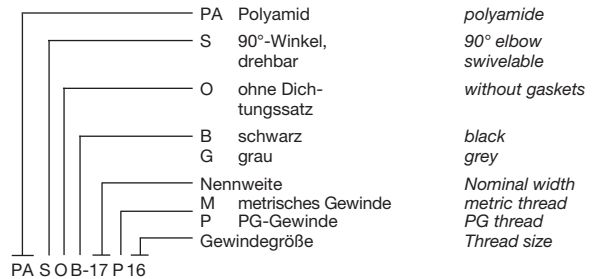 PA Polyamid polyamide
S 90°-Winkel, 90° elbow
drehbar swivelable
O ohne Dich- without gaskets
tungssatz
B schwarz black
G grau grey
Nennweite Nominal width
M metrisches Gewinde metric thread
P PG-Gewinde PG thread
Gewindegröße Thread size
PA S O B-17 P 16